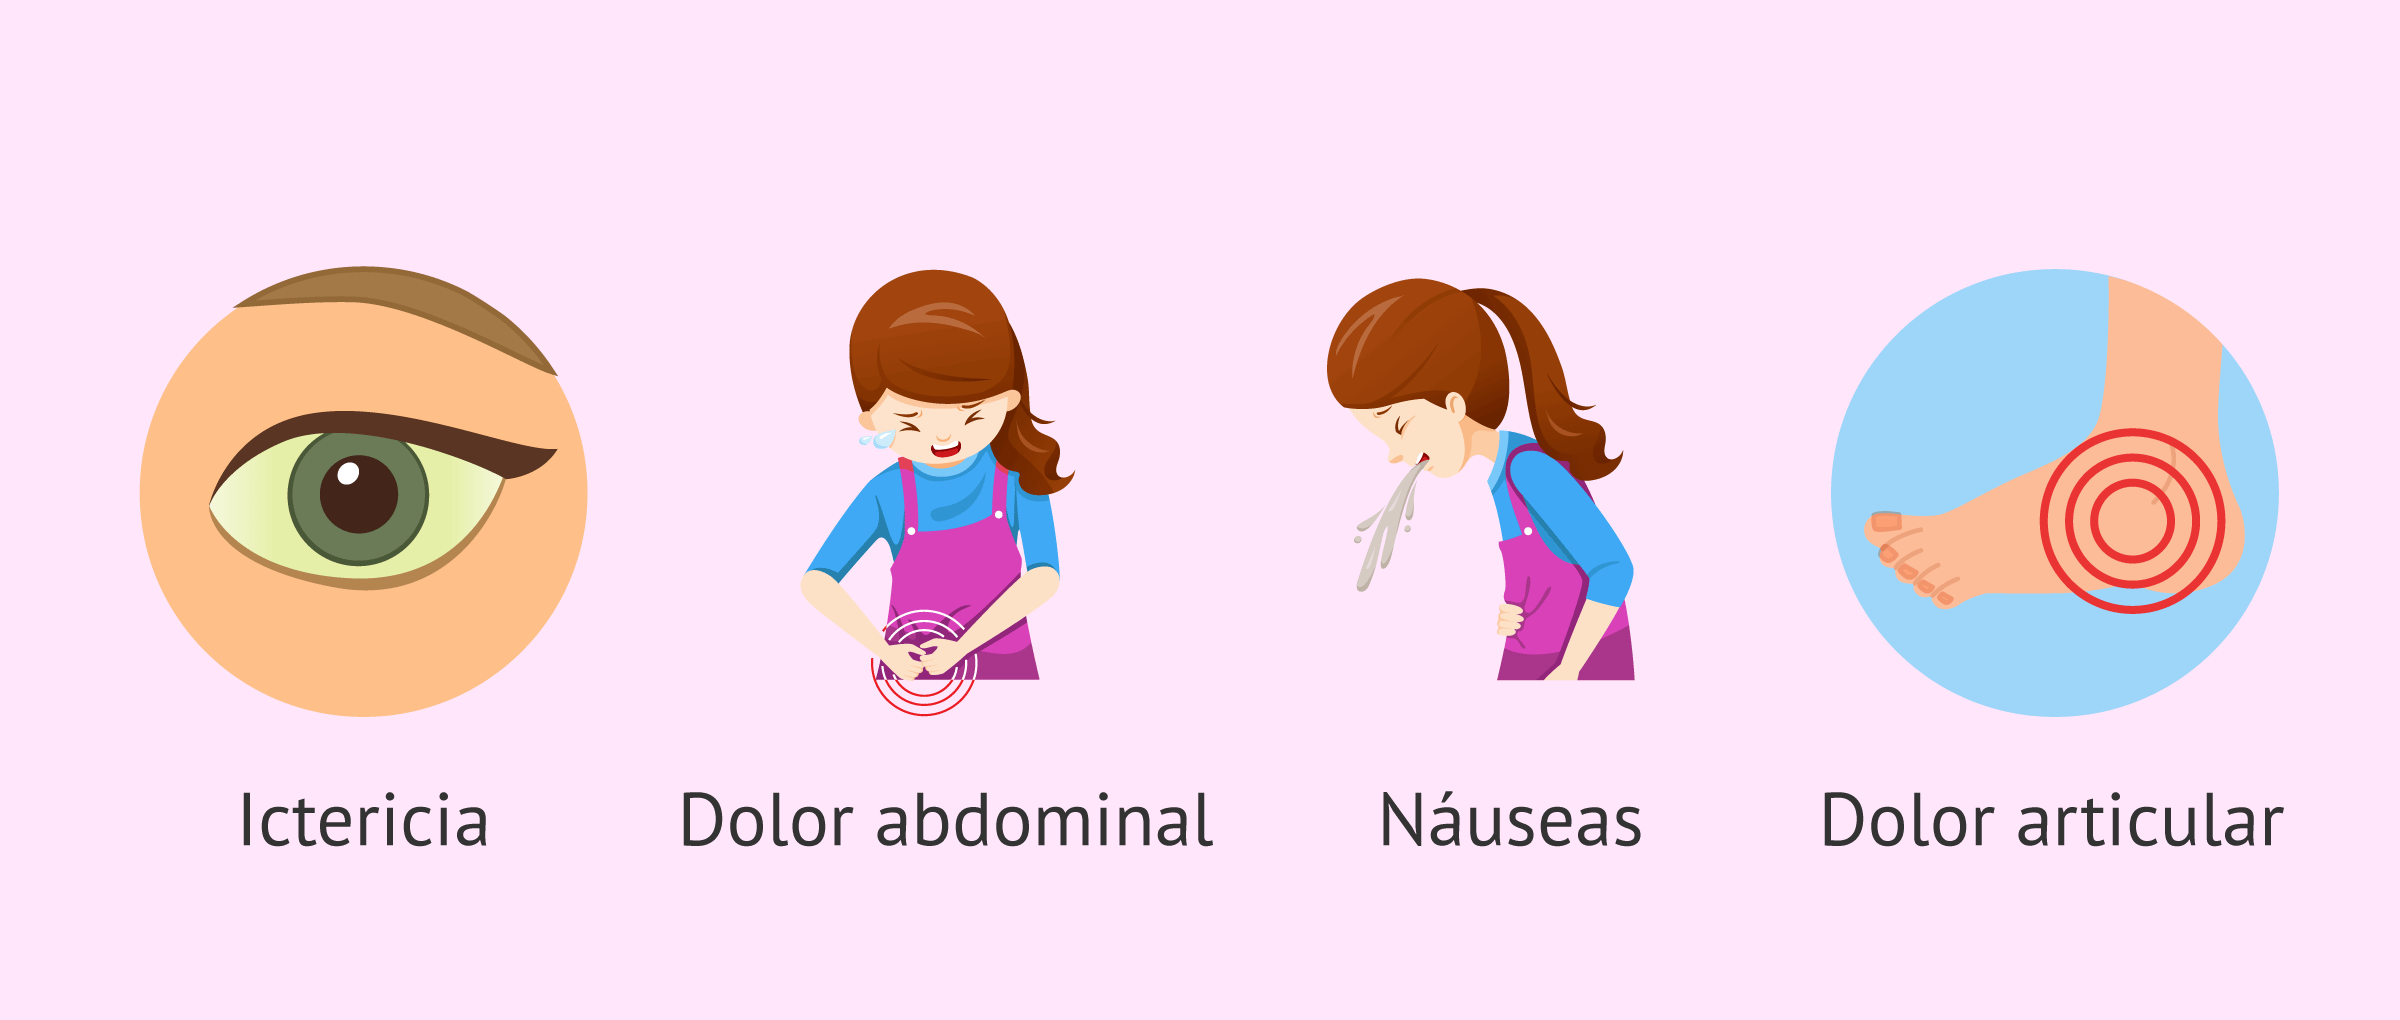 Ictericia
Dolor abdominal
Náuseas
Dolor articular